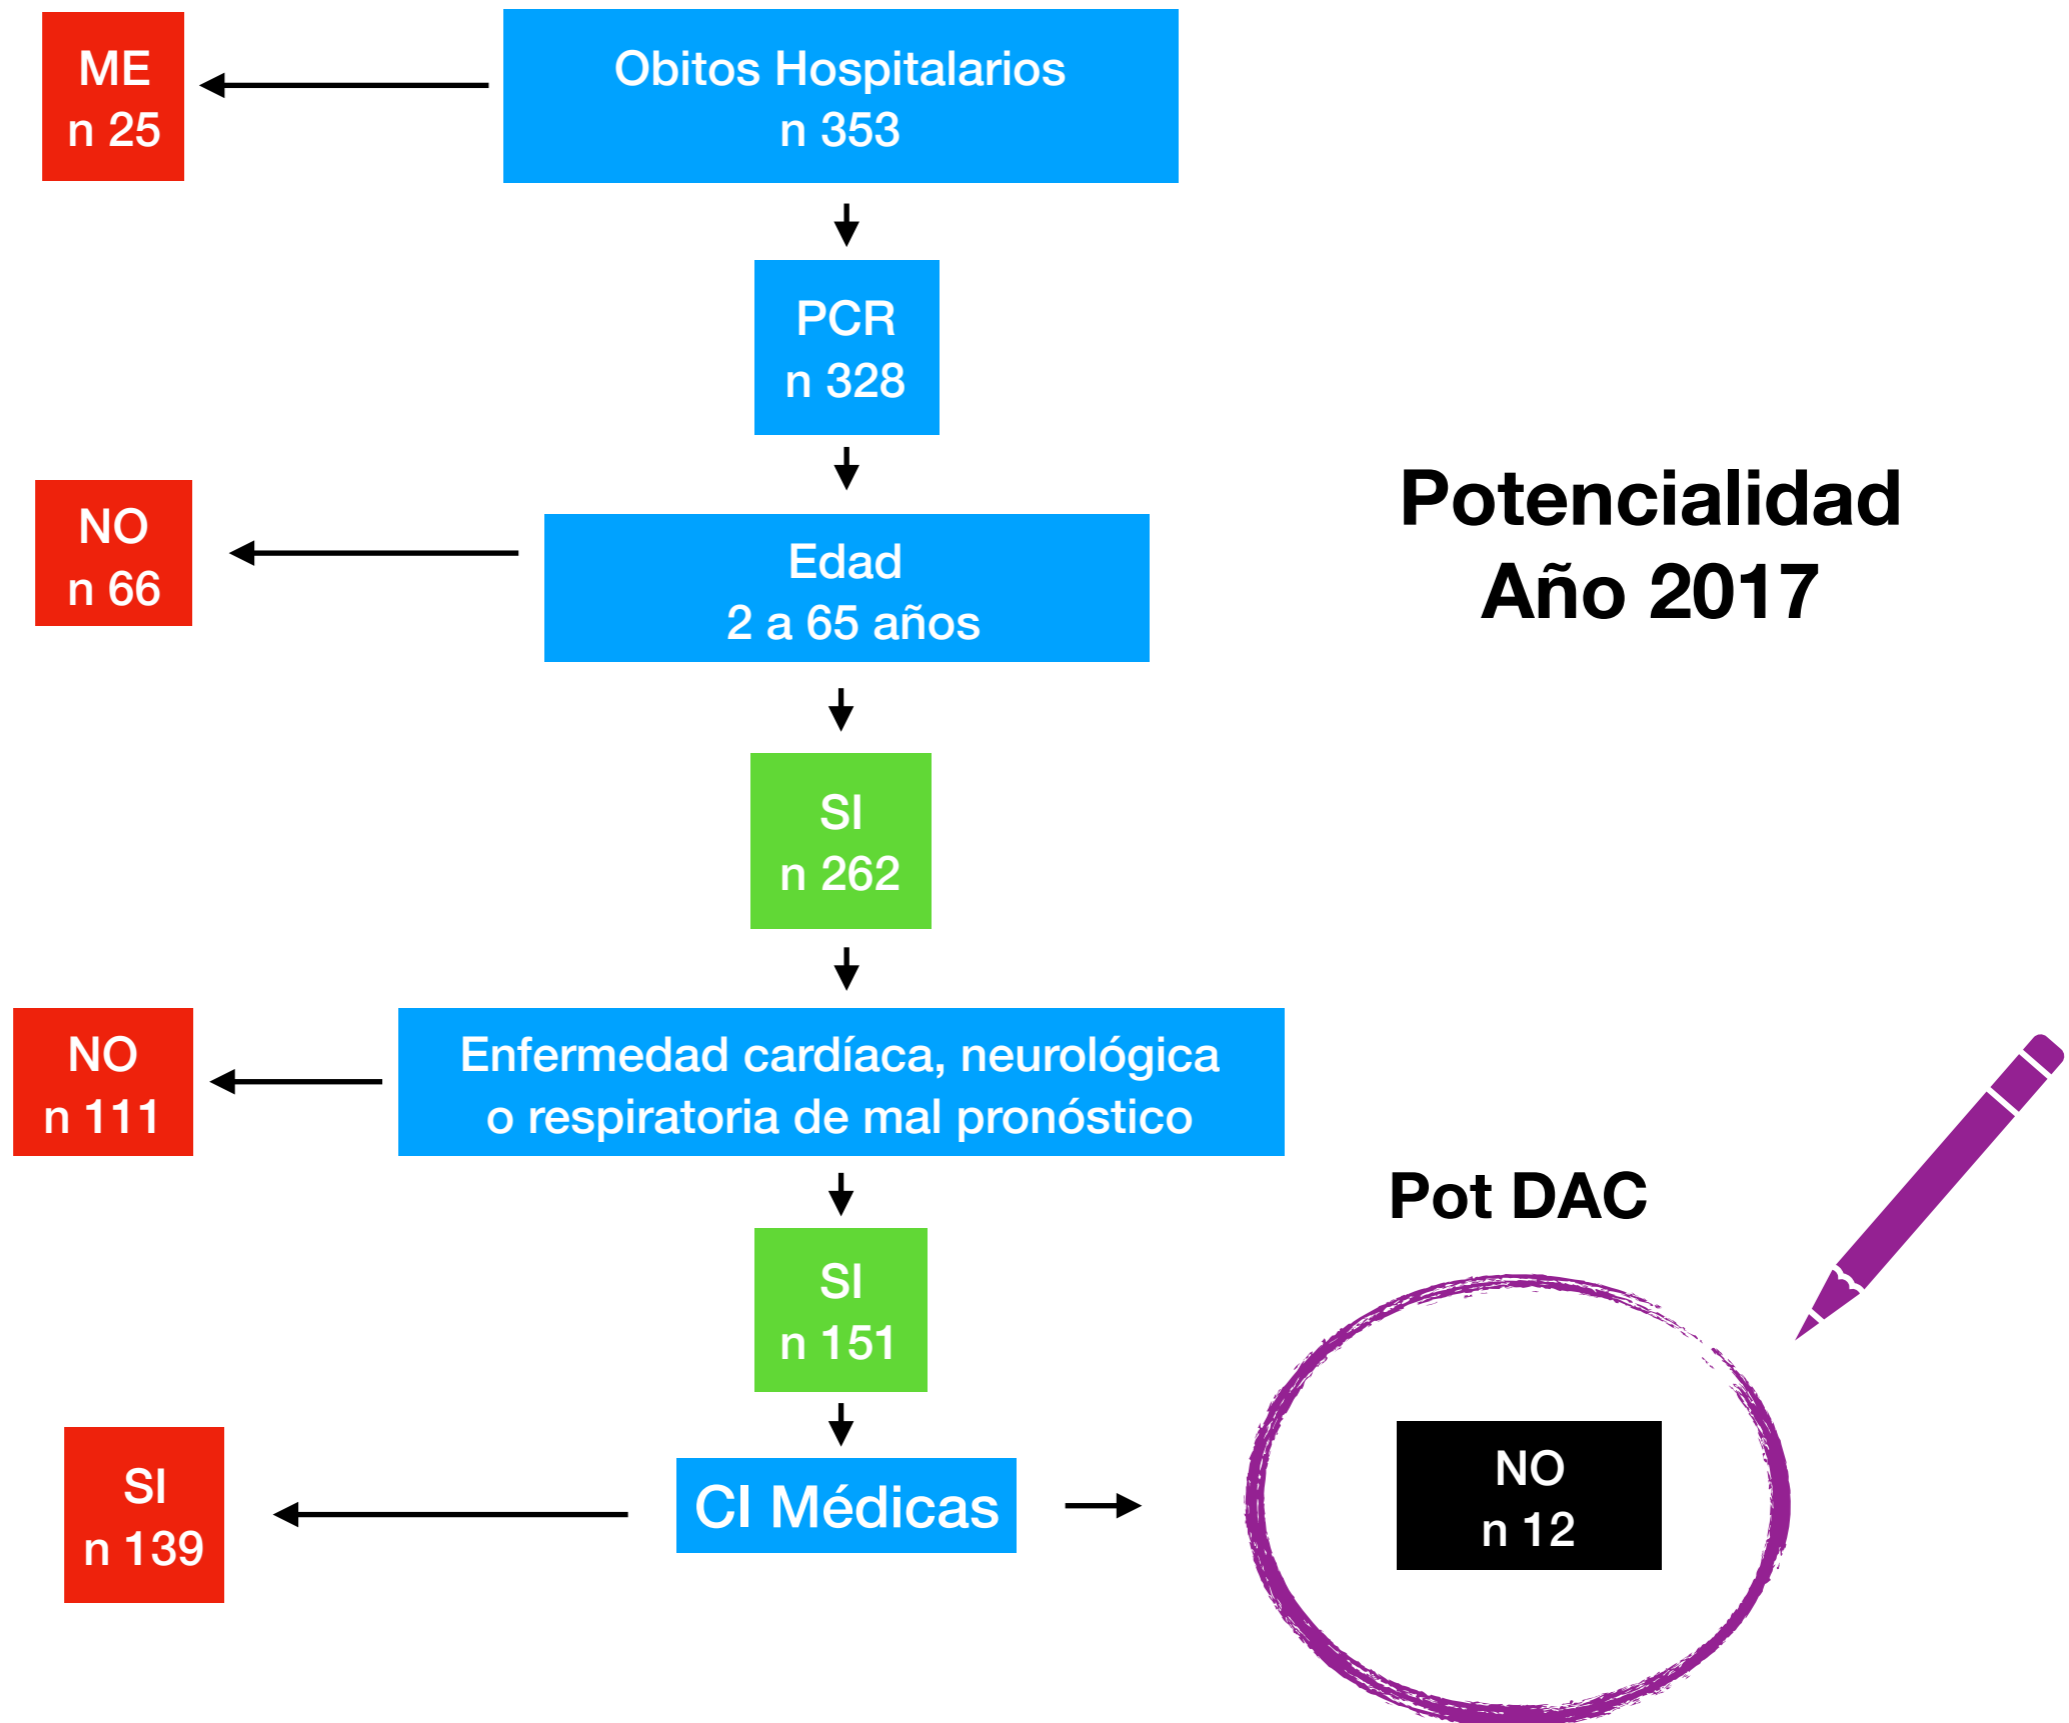 ME
n 25
Obitos Hospitalarios
n 353
PCR
n 328
NO
n 66
Edad
2 a 65 años
Potencialidad
Año 2017
SI
n 262
NO
n 111
Enfermedad cardíaca, neurológica
o respiratoria de mal pronóstico
SI
n 151
Pot DAC
SI
n 139
CI Médicas
NO
n 12